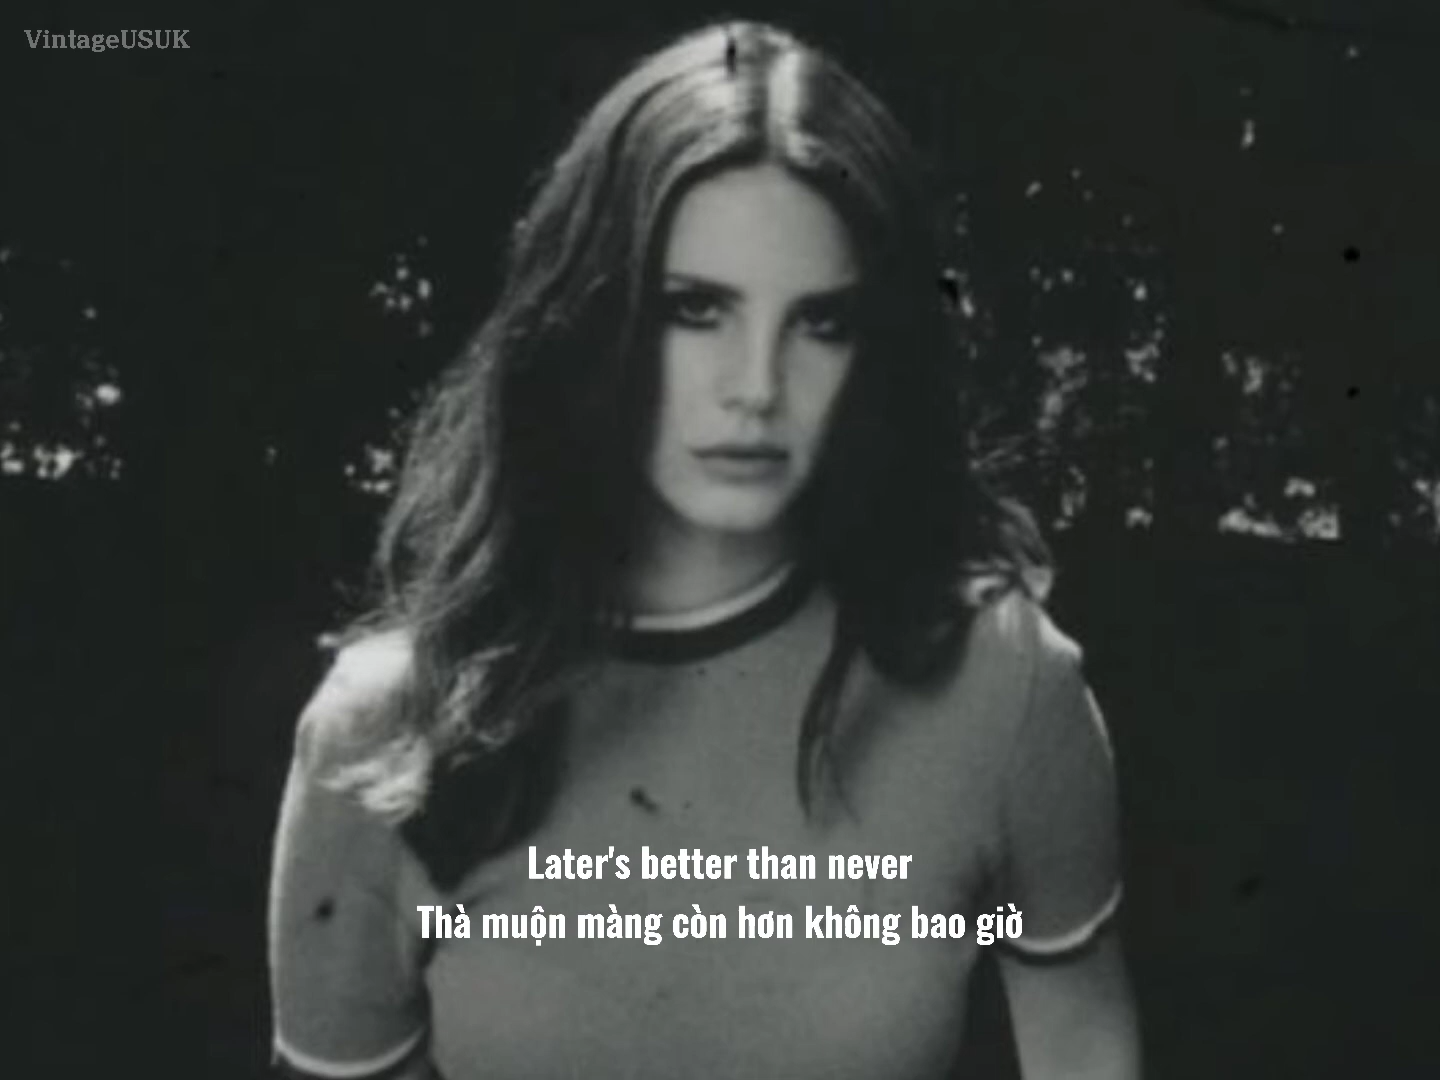 VintageUSUK
Later's better than never
Thà muộn màng còn hơn không bao giờ